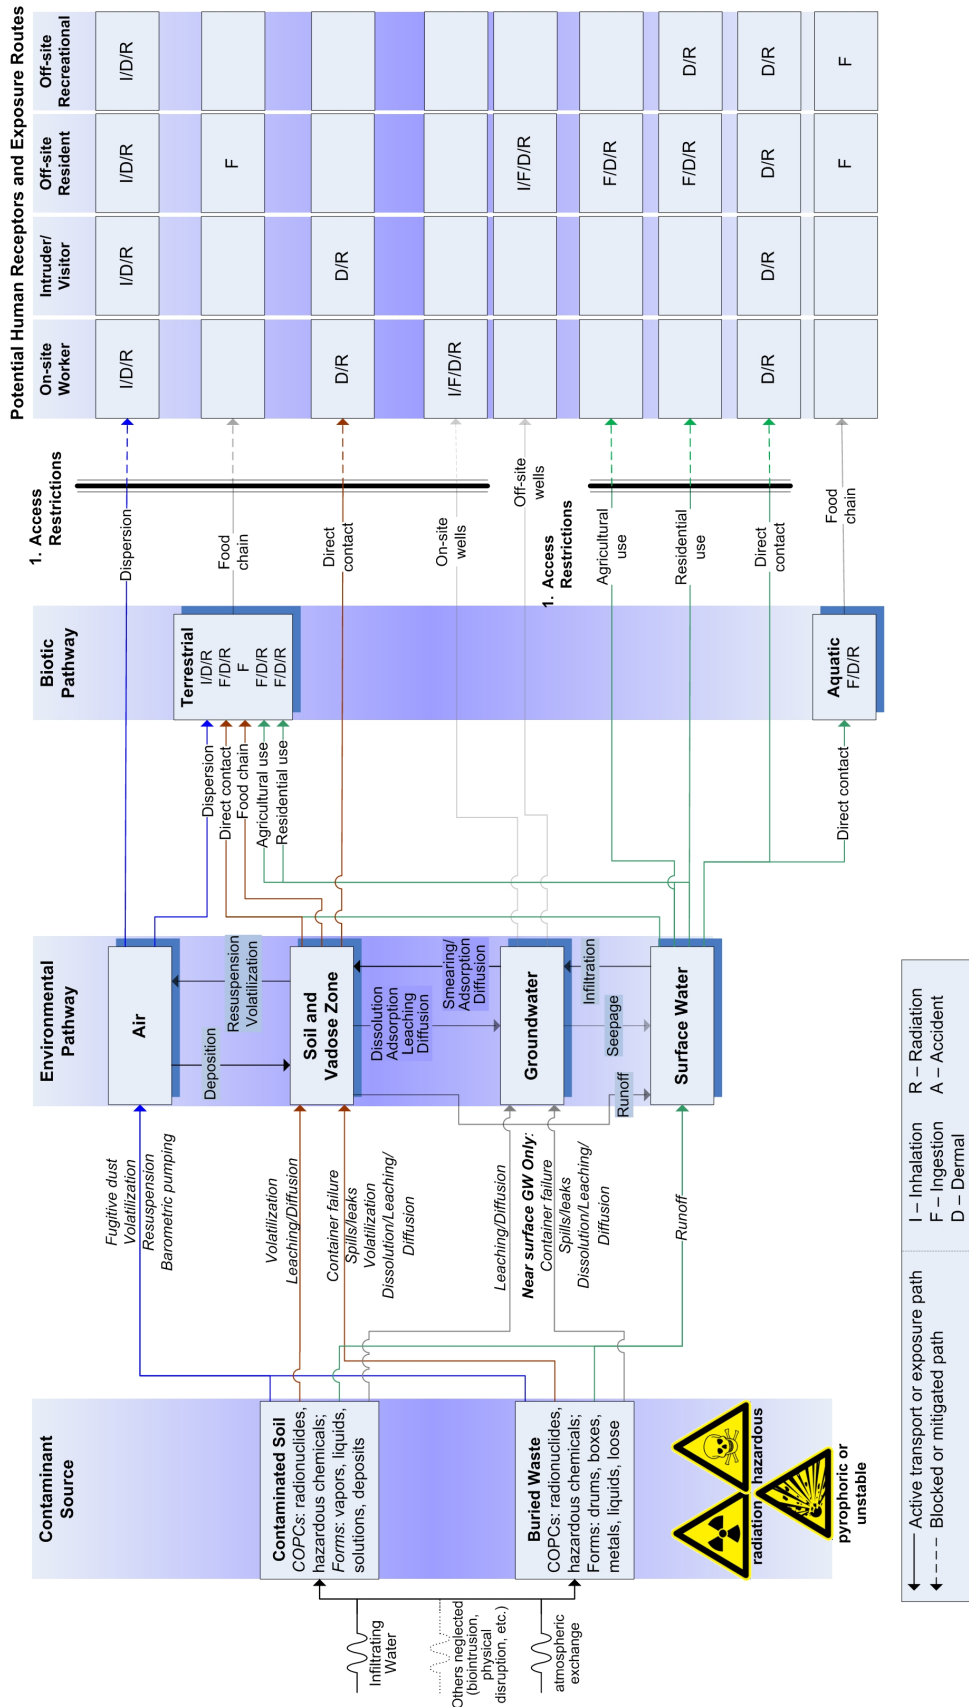 Potential Human Receptors and Exposure Routes
Contaminant
Source
Environmental
Pathway
Biotic
Pathway
On-site
Worker
Intruder/
Visitor
Off-site
Resident
Off-site
Recreational
1. Access
Restrictions
Infiltrating
Water
Others neglected
(biointrusion,
physical
disruption, etc.)
atmospheric
exchange
Contaminated Soil
COPCs: radionuclides,
hazardous chemicals;
Forms: vapors, liquids,
solutions, deposits
Buried Waste
COPCs: radionuclides,
hazardous chemicals;
Forms: drums, boxes,
metals, liquids, loose
radiation
hazardous
pyrophoric or
unstable
Fugitive dust
Volatilization
Resuspension
Barometric pumping
Volatilization
Leaching/Diffusion
Container failure
Spills/leaks
Volatilization
Dissolution/Leaching/
Diffusion
Leaching/Diffusion
Near surface GW Only:
Container failure
Spills/leaks
Dissolution/Leaching/
Diffusion
Runoff
Air
Deposition
Resuspension
Volatilization
Soil and
Vadose Zone
Dissolution
Adsorption
Leaching
Diffusion
Smearing/
Adsorption
Diffusion
Groundwater
Runoff
Seepage
Infiltration
Surface Water
Dispersion
Direct contact
Food chain
Agricultural use
Residential use
Direct contact
Terrestrial
I/D/R
F/D/R
F
F/D/R
F/D/R
Aquatic
F/D/R
Dispersion
Food
chain
Direct
contact
On-site
wells
Off-site
wells
1. Access
Restrictions
Agricultural
use
Residential
use
Direct
contact
Food
chain
I/D/R
I/D/R
I/D/R
I/D/R
F
D/R
D/R
I/F/D/R
I/F/D/R
F/D/R
F/D/R
D/R
D/R
D/R
D/R
D/R
F
F
Active transport or exposure path
Blocked or mitigated path
I – Inhalation
F – Ingestion
D – Dermal
R – Radiation
A – Accident